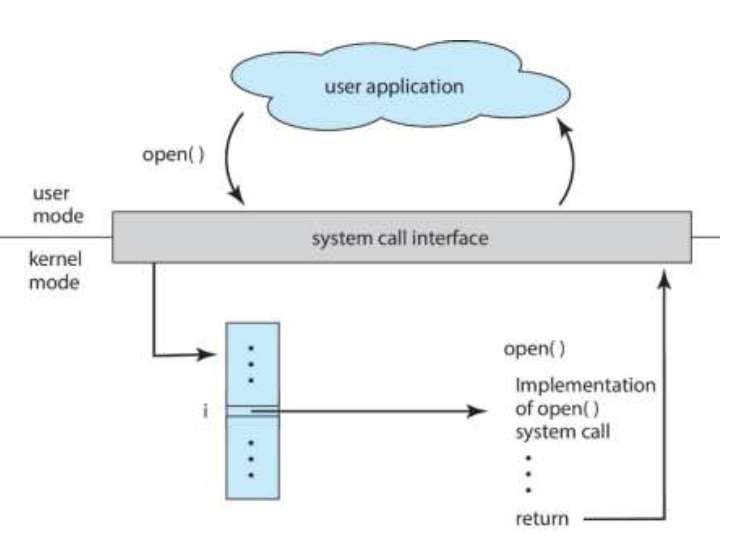 user application
open( )
user
mode
system call interface
kernel
mode
open( )
i
Implementation
of open( )
system call
return